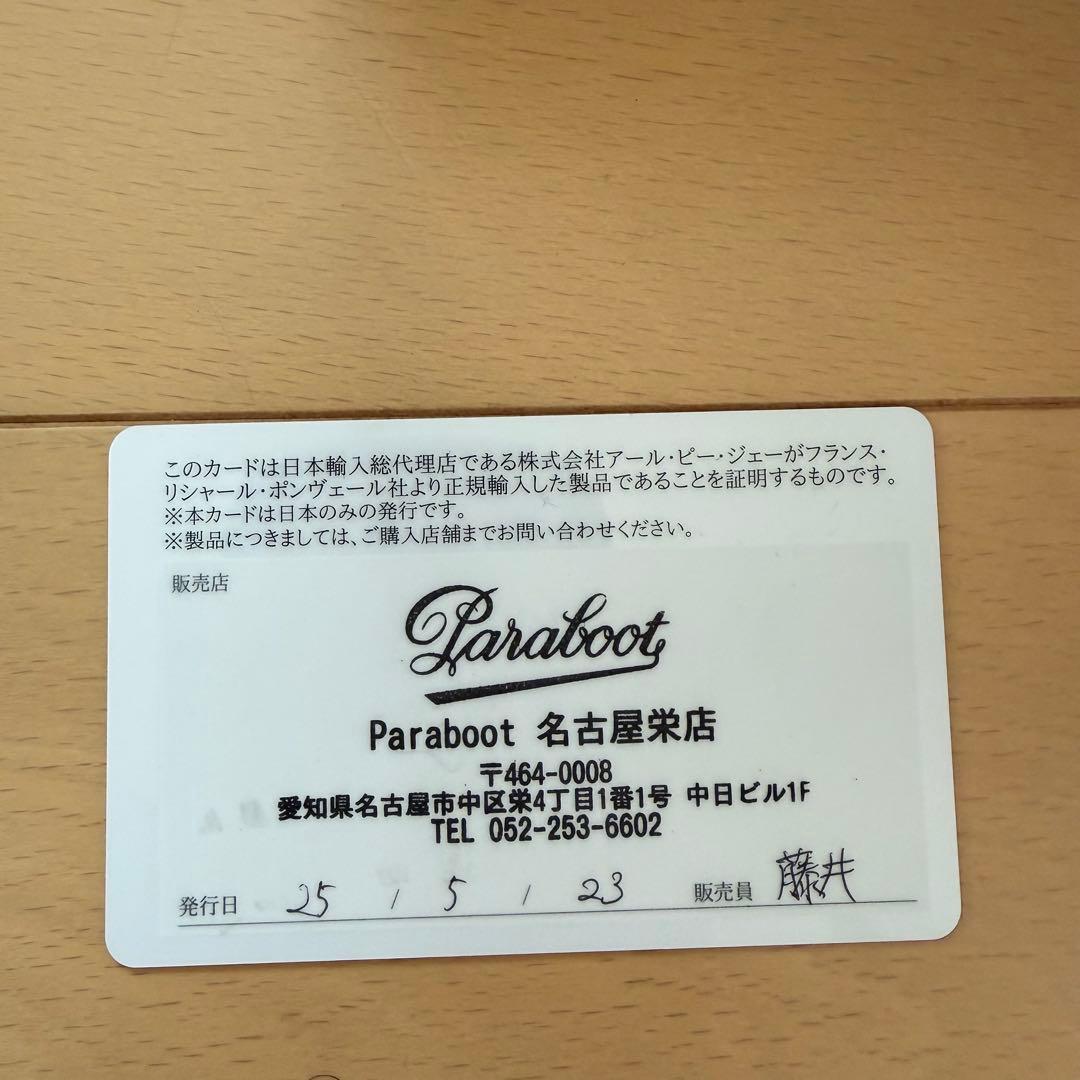 このカードは日本輸入総代理店である株式会社アール・ピー・ジェーがフランス・
リシャール・ポンヴェール社より正規輸入した製品であることを証明するものです。
※本カードは日本のみの発行です。
※製品につきましては、ご購入店舗までお問い合わせください。
販売店
Paraboot
Paraboot 名古屋栄店
〒464-0008
愛知県名古屋市中区栄4丁目1番1号 中日ビル1F
TEL 052-253-6602
発行日 25 / 5 / 23 販売員 藤井